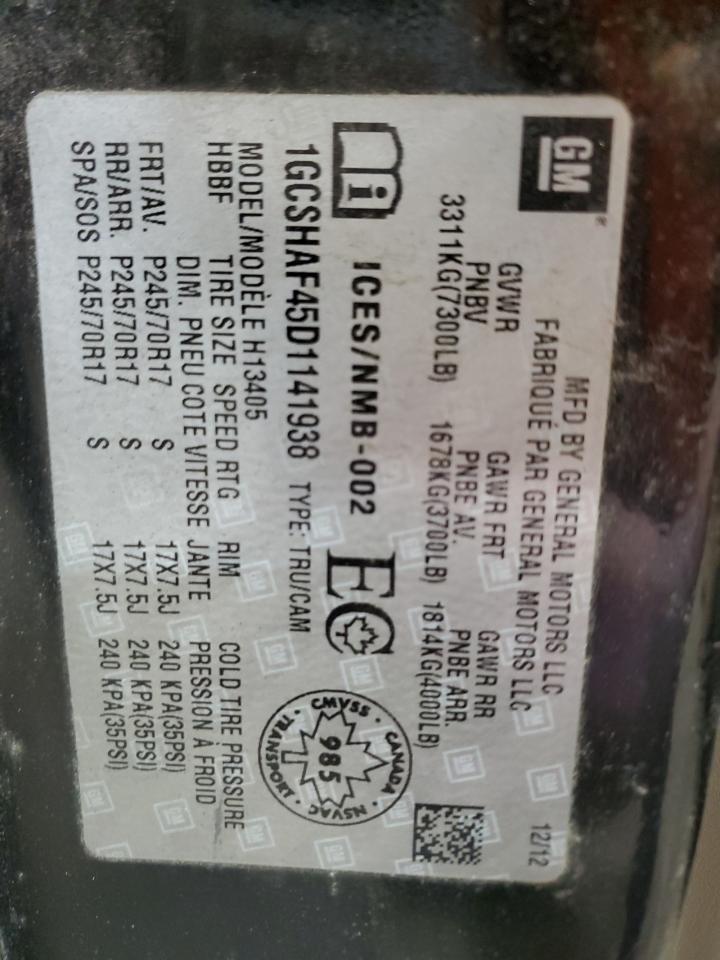 GM
MFD BY GENERAL MOTORS LLC
FABRIQUÉ PAR GENERAL MOTORS LLC
12/12
GVWR GAWR FRT GAWR RR
PNBV PNBE AV. PNBE ARR.
3311KG(7300LB) 1678KG(3700LB) 1814KG(4000LB)
ICES/NMB-002
EC
1GCSHAF45D1141938 TYPE: TRU/CAM
CMVSS · CANADA · NSVAC · TRANSPORT ·
985
MODEL/MODÈLE H13405
HBBF TIRE SIZE SPEED RTG RIM COLD TIRE PRESSURE
DIM. PNEU COTE VITESSE JANTE PRESSION À FROID
FRT/AV. P245/70R17 S 17X7.5J 240 KPA(35PSI)
RR/ARR. P245/70R17 S 17X7.5J 240 KPA(35PSI)
SPA/SOS P245/70R17 S 17X7.5J 240 KPA(35PSI)